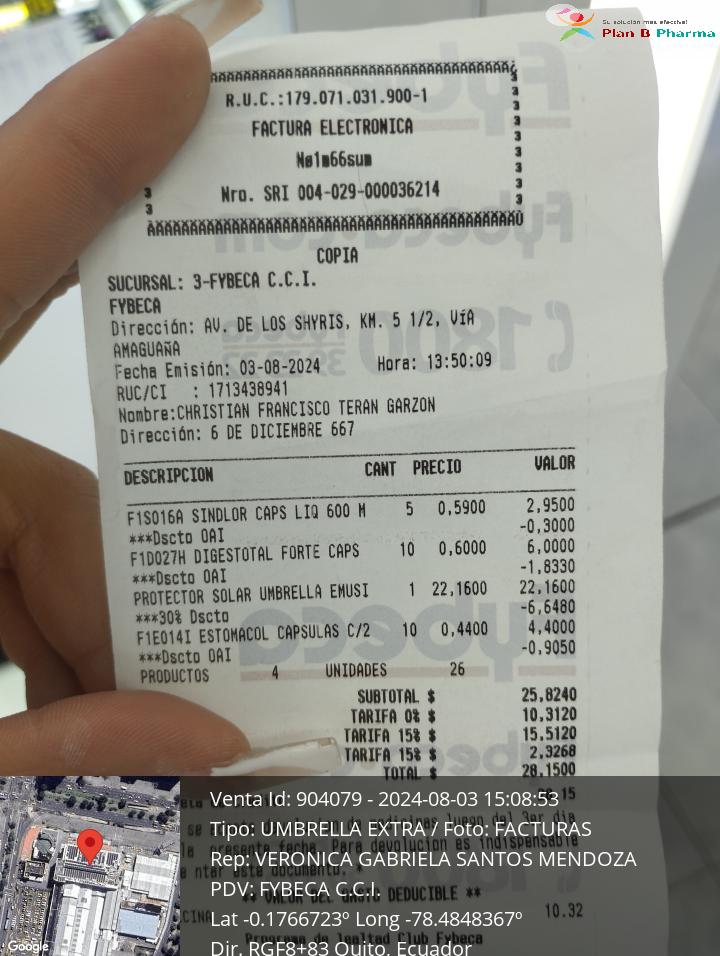 Su solución más efectiva!
Plan B Pharma
R.U.C.:179.071.031.900-1
FACTURA ELECTRONICA
Nro. SRI 004-029-000036214
COPIA
SUCURSAL: 3-FYBECA C.C.I.
FYBECA
Dirección: AV. DE LOS SHYRIS, KM. 5 1/2, VíA
AMAGUAñA
Fecha Emisión: 03-08-2024 Hora: 13:50:09
RUC/CI : 1713438941
Nombre:CHRISTIAN FRANCISCO TERAN GARZON
Dirección: 6 DE DICIEMBRE 667
DESCRIPCION CANT PRECIO VALOR
F1S016A SINDLOR CAPS LIQ 600 M 5 0,5900 2,9500
***Dscto OAI -0,3000
F1D027H DIGESTOTAL FORTE CAPS 10 0,6000 6,0000
***Dscto OAI -1,8330
PROTECTOR SOLAR UMBRELLA EMUSI 1 22,1600 22,1600
***30% Dscto -6,6480
F1E014I ESTOMACOL CAPSULAS C/2 10 0,4400 4,4000
***Dscto OAI -0,9050
PRODUCTOS 4 UNIDADES 26
SUBTOTAL $ 25,8240
TARIFA 0% $ 10,3120
TARIFA 15% $ 15,5120
TARIFA 15% $ 2,3268
TOTAL $ 28,1500
Venta Id: 904079 - 2024-08-03 15:08:53
Tipo: UMBRELLA EXTRA / Foto: FACTURAS
Rep: VERONICA GABRIELA SANTOS MENDOZA
PDV: FYBECA C.C.I.
DEDUCIBLE **
Lat -0.1766723º Long -78.4848367º
10.32
Dir. RGF8+83 Quito, Ecuador
Google